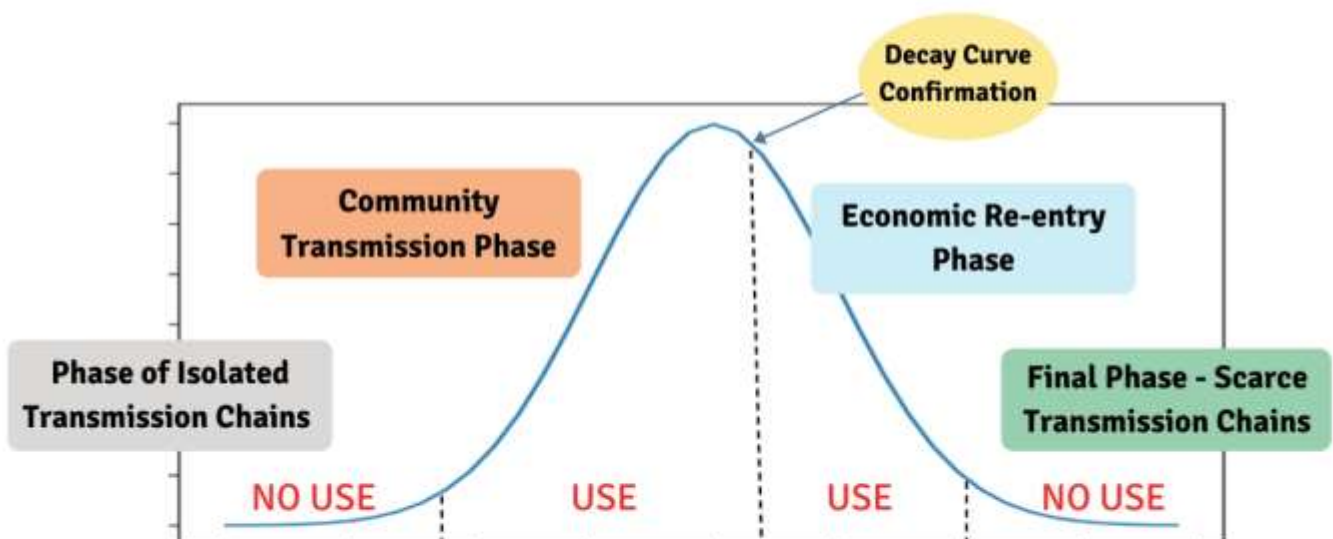 Decay Curve
Confirmation
Community
Transmission Phase
Economic Re-entry
Phase
Phase of Isolated
Transmission Chains
Final Phase - Scarce
Transmission Chains
NO USE
USE
USE
NO USE